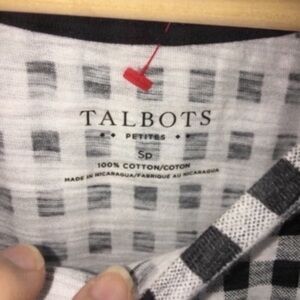 TALBOTS
PETITES
Sp
100% COTTON/COTON
MADE IN NICARAGUA/FABRIQUÉ AU NICARAGUA